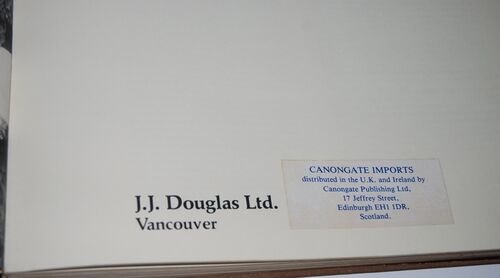 J.J. Douglas Ltd.
Vancouver
CANONGATE IMPORTS
distributed in the U.K. and Ireland by
Canongate Publishing Ltd,
17 Jeffrey Street,
Edinburgh EH1 1DR,
Scotland.